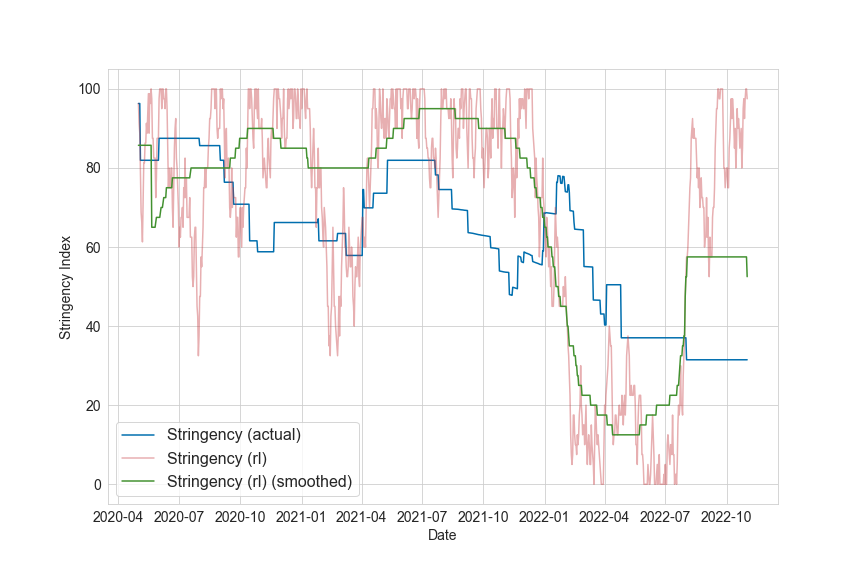 100
80
60
40
20
0
Stringency Index
Stringency (actual)
Stringency (rl)
Stringency (rl) (smoothed)
2020-04 2020-07 2020-10 2021-01 2021-04 2021-07 2021-10 2022-01 2022-04 2022-07 2022-10
Date